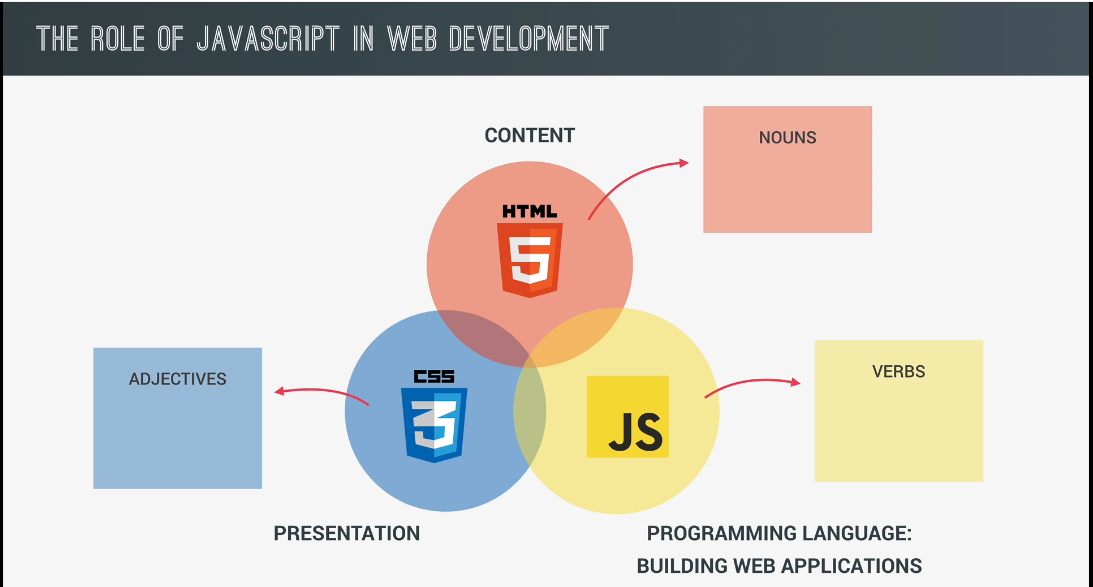 THE ROLE OF JAVASCRIPT IN WEB DEVELOPMENT
CONTENT
NOUNS
HTML
5
ADJECTIVES
CSS
3
JS
VERBS
PRESENTATION
PROGRAMMING LANGUAGE:
BUILDING WEB APPLICATIONS